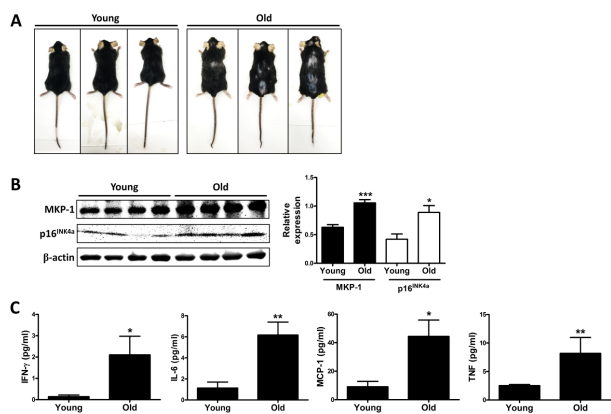 A
Young
Old
B
Young
Old
MKP-1
p16INK4a
β-actin
Relative
expression
1.5
1.0
0.5
0.0
***
*
Young Old Young Old
MKP-1 p16INK4a
C
IFN-γ (pg/ml)
4
3
2
1
0
*
Young Old
IL-6 (pg/ml)
8
6
4
2
0
**
Young Old
MCP-1 (pg/ml)
60
40
20
0
*
Young Old
TNF (pg/ml)
15
10
5
0
**
Young Old